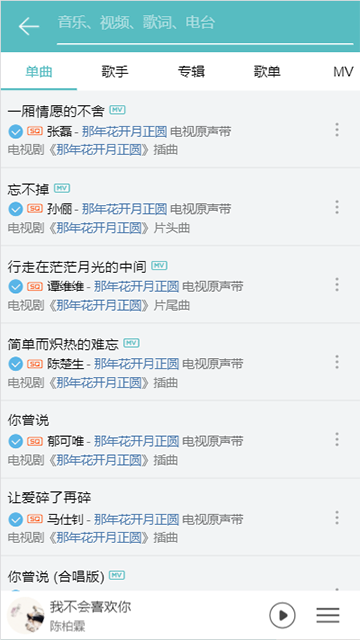 音乐、视频、歌词、电台
单曲 歌手 专辑 歌单 MV
一厢情愿的不舍 MV
SQ 张磊 - 那年花开月正圆 电视原声带
电视剧《那年花开月正圆》插曲
忘不掉 MV
SQ 孙俪 - 那年花开月正圆 电视原声带
电视剧《那年花开月正圆》片头曲
行走在茫茫月光的中间 MV
SQ 谭维维 - 那年花开月正圆 电视原声带
电视剧《那年花开月正圆》片尾曲
简单而炽热的难忘 MV
SQ 陈楚生 - 那年花开月正圆 电视原声带
电视剧《那年花开月正圆》插曲
你曾说
SQ 郁可唯 - 那年花开月正圆 电视原声带
电视剧《那年花开月正圆》插曲
让爱碎了再碎
SQ 马仕钊 - 那年花开月正圆 电视原声带
电视剧《那年花开月正圆》插曲
你曾说 (合唱版) MV
我不会喜欢你
陈柏霖